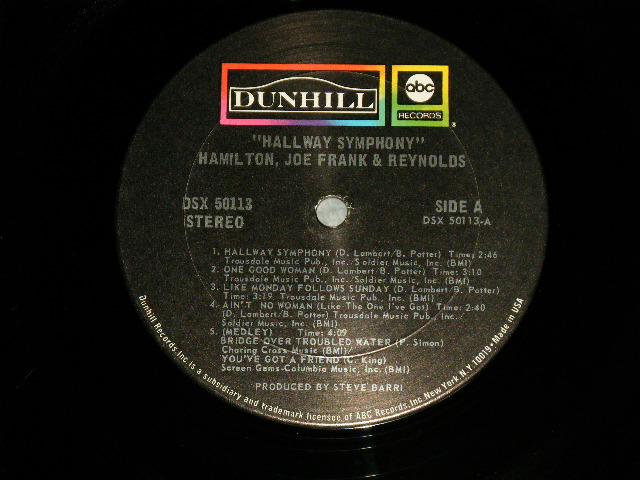 DUNHILL
abc
RECORDS
®
"HALLWAY SYMPHONY"
HAMILTON, JOE FRANK & REYNOLDS
DSX 50113
STEREO
SIDE A
DSX 50113-A
1. HALLWAY SYMPHONY (D. Lambert/B. Potter) Time: 2:46
Trousdale Music Pub., Inc./Soldier Music, Inc. (BMI)
2. ONE GOOD WOMAN (D. Lambert/B. Potter) Time: 3:10
Trousdale Music Pub., Inc./Soldier Music, Inc. (BMI)
3. LIKE MONDAY FOLLOWS SUNDAY (D. Lambert/B. Potter)
Time: 3:19 Trousdale Music Pub., Inc. (BMI)
4. AIN'T NO WOMAN (Like The One I've Got) Time: 2:40
(D. Lambert/B. Potter) Trousdale Music Pub., Inc./
Soldier Music, Inc. (BMI)
5. (MEDLEY) Time: 4:09
BRIDGE OVER TROUBLED WATER (P. Simon)
Charing Cross Music (BMI)/
YOU'VE GOT A FRIEND (C. King)
Screen Gems-Columbia Music, Inc. (BMI)
PRODUCED BY STEVE BARRI
Dunhill Records Inc is a subsidiary and trademark licensee of ABC Records, Inc New York N.Y. 10019 • Made in USA